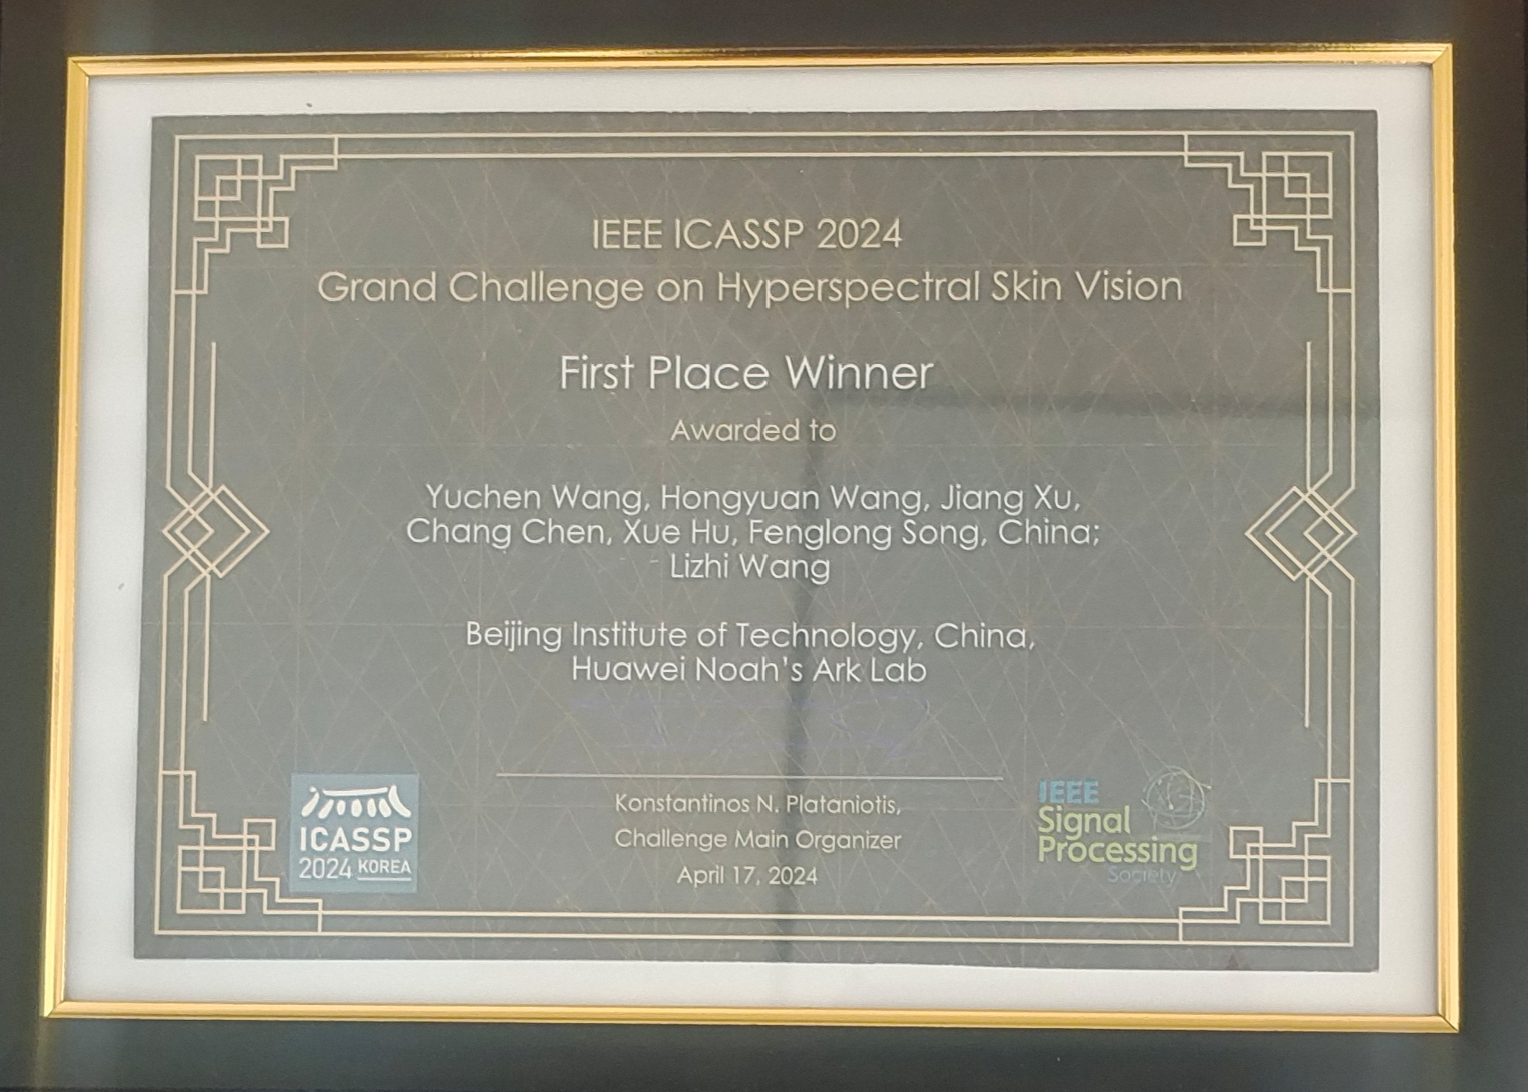 IEEE ICASSP 2024
Grand Challenge on Hyperspectral Skin Vision
First Place Winner
Awarded to
Yuchen Wang, Hongyuan Wang, Jiang Xu,
Chang Chen, Xue Hu, Fenglong Song, China;
Lizhi Wang
Beijing Institute of Technology, China,
Huawei Noah's Ark Lab
Konstantinos N. Plataniotis,
Challenge Main Organizer
April 17, 2024
ICASSP
2024 KOREA
IEEE
Signal
Processing
Society